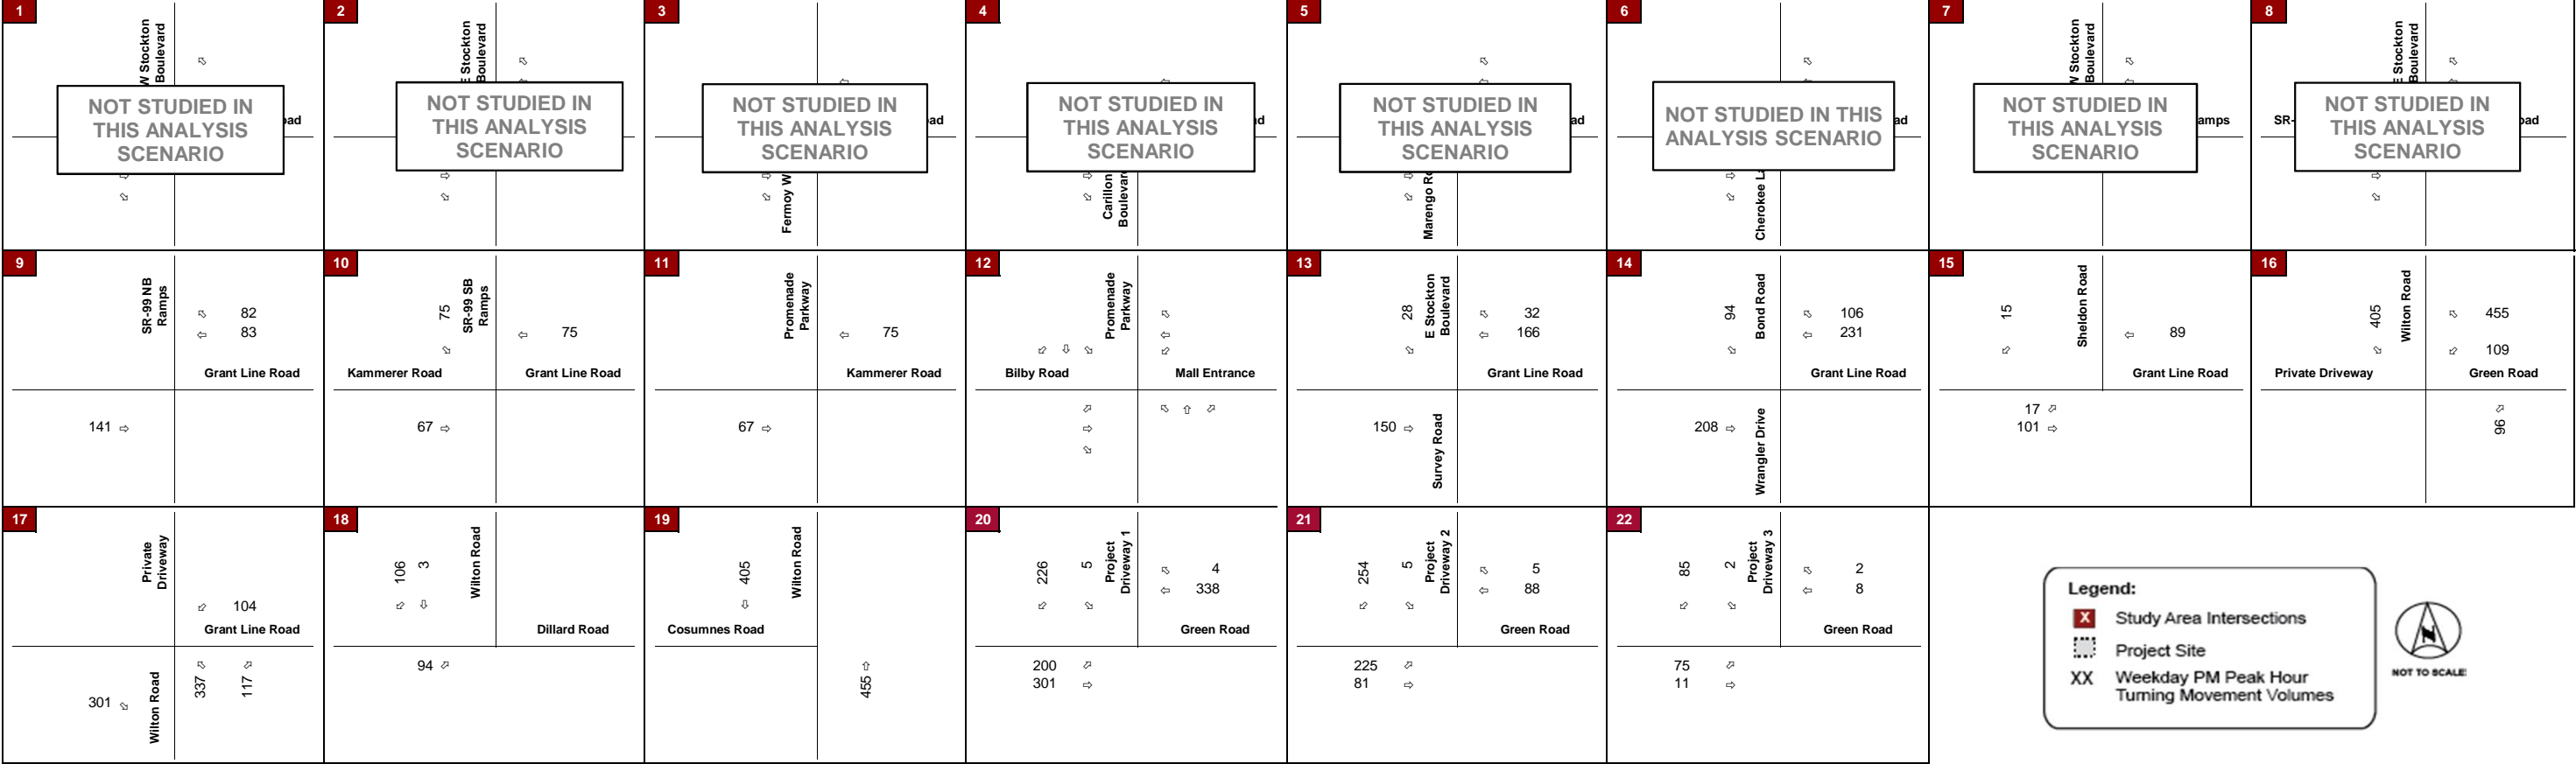 1
W Stockton
Boulevard
NOT STUDIED IN
THIS ANALYSIS
SCENARIO
2
E Stockton
Boulevard
NOT STUDIED IN
THIS ANALYSIS
SCENARIO
3
NOT STUDIED IN
THIS ANALYSIS
SCENARIO
4
NOT STUDIED IN
THIS ANALYSIS
SCENARIO
Carillon
5
NOT STUDIED IN
THIS ANALYSIS
SCENARIO
Marengo
6
NOT STUDIED IN THIS
ANALYSIS SCENARIO
Cherokee
7
W Stockton
Boulevard
NOT STUDIED IN
THIS ANALYSIS
SCENARIO
8
E Stockton
Boulevard
NOT STUDIED IN
THIS ANALYSIS
SCENARIO
Fermoy
9
SR-99 NB
Ramps
82
83
Grant Line Road
141
10
75
SR-99 SB
Ramps
75
Kammerer Road
Grant Line Road
67
11
Promenade
Parkway
75
Kammerer Road
67
12
Promenade
Parkway
Bilby Road
Mall Entrance
13
28
E Stockton
Boulevard
32
166
Grant Line Road
150
Survey Road
14
94
Bond Road
106
231
Grant Line Road
208
Wrangler Drive
15
15
Sheldon Road
89
Grant Line Road
17
101
16
405
Wilton Road
455
109
Private Driveway
Green Road
96
17
Private
Driveway
104
Grant Line Road
301
Wilton Road
337
117
18
106
3
Wilton Road
Dillard Road
94
19
405
Wilton Road
Cosumnes Road
455
20
226
5
Project
Driveway 1
4
338
Green Road
200
301
21
254
5
Project
Driveway 2
5
88
Green Road
225
81
22
85
2
Project
Driveway 3
2
8
Green Road
75
11
Legend:
X Study Area Intersections
Project Site
XX Weekday PM Peak Hour
Turning Movement Volumes
N
NOT TO SCALE